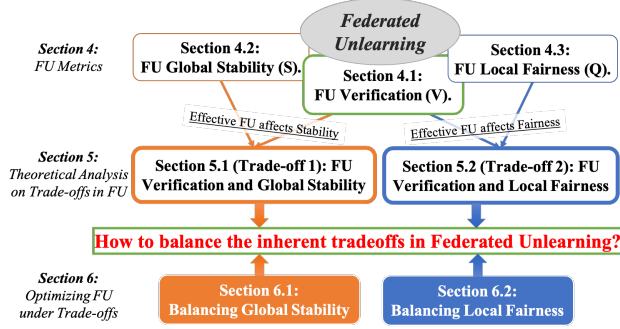 Federated
Unlearning
Section 4:
FU Metrics
Section 4.2:
FU Global Stability (S).
Section 4.1:
FU Verification (V).
Section 4.3:
FU Local Fairness (Q).
Effective FU affects Stability
Effective FU affects Fairness
Section 5:
Theoretical Analysis
on Trade-offs in FU
Section 5.1 (Trade-off 1): FU
Verification and Global Stability
Section 5.2 (Trade-off 2): FU
Verification and Local Fairness
How to balance the inherent tradeoffs in Federated Unlearning?
Section 6:
Optimizing FU
under Trade-offs
Section 6.1:
Balancing Global Stability
Section 6.2:
Balancing Local Fairness